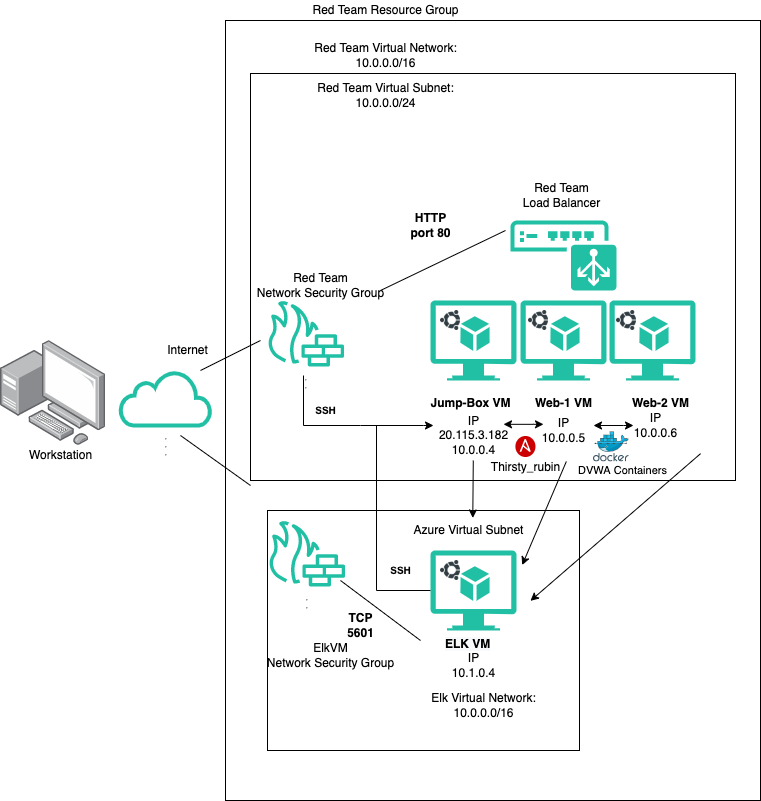 Red Team Resource Group
Red Team Virtual Network:
10.0.0.0/16
Red Team Virtual Subnet:
10.0.0.0/24
Red Team
Load Balancer
HTTP
port 80
Red Team
Network Security Group
Internet
Workstation
SSH
Jump-Box VM
IP
20.115.3.182
10.0.0.4
Web-1 VM
IP
10.0.0.5
Web-2 VM
IP
10.0.0.6
Thirsty_rubin
docker
DVWA Containers
Azure Virtual Subnet
SSH
TCP
5601
ElkVM
Network Security Group
ELK VM
IP
10.1.0.4
Elk Virtual Network:
10.0.0.0/16